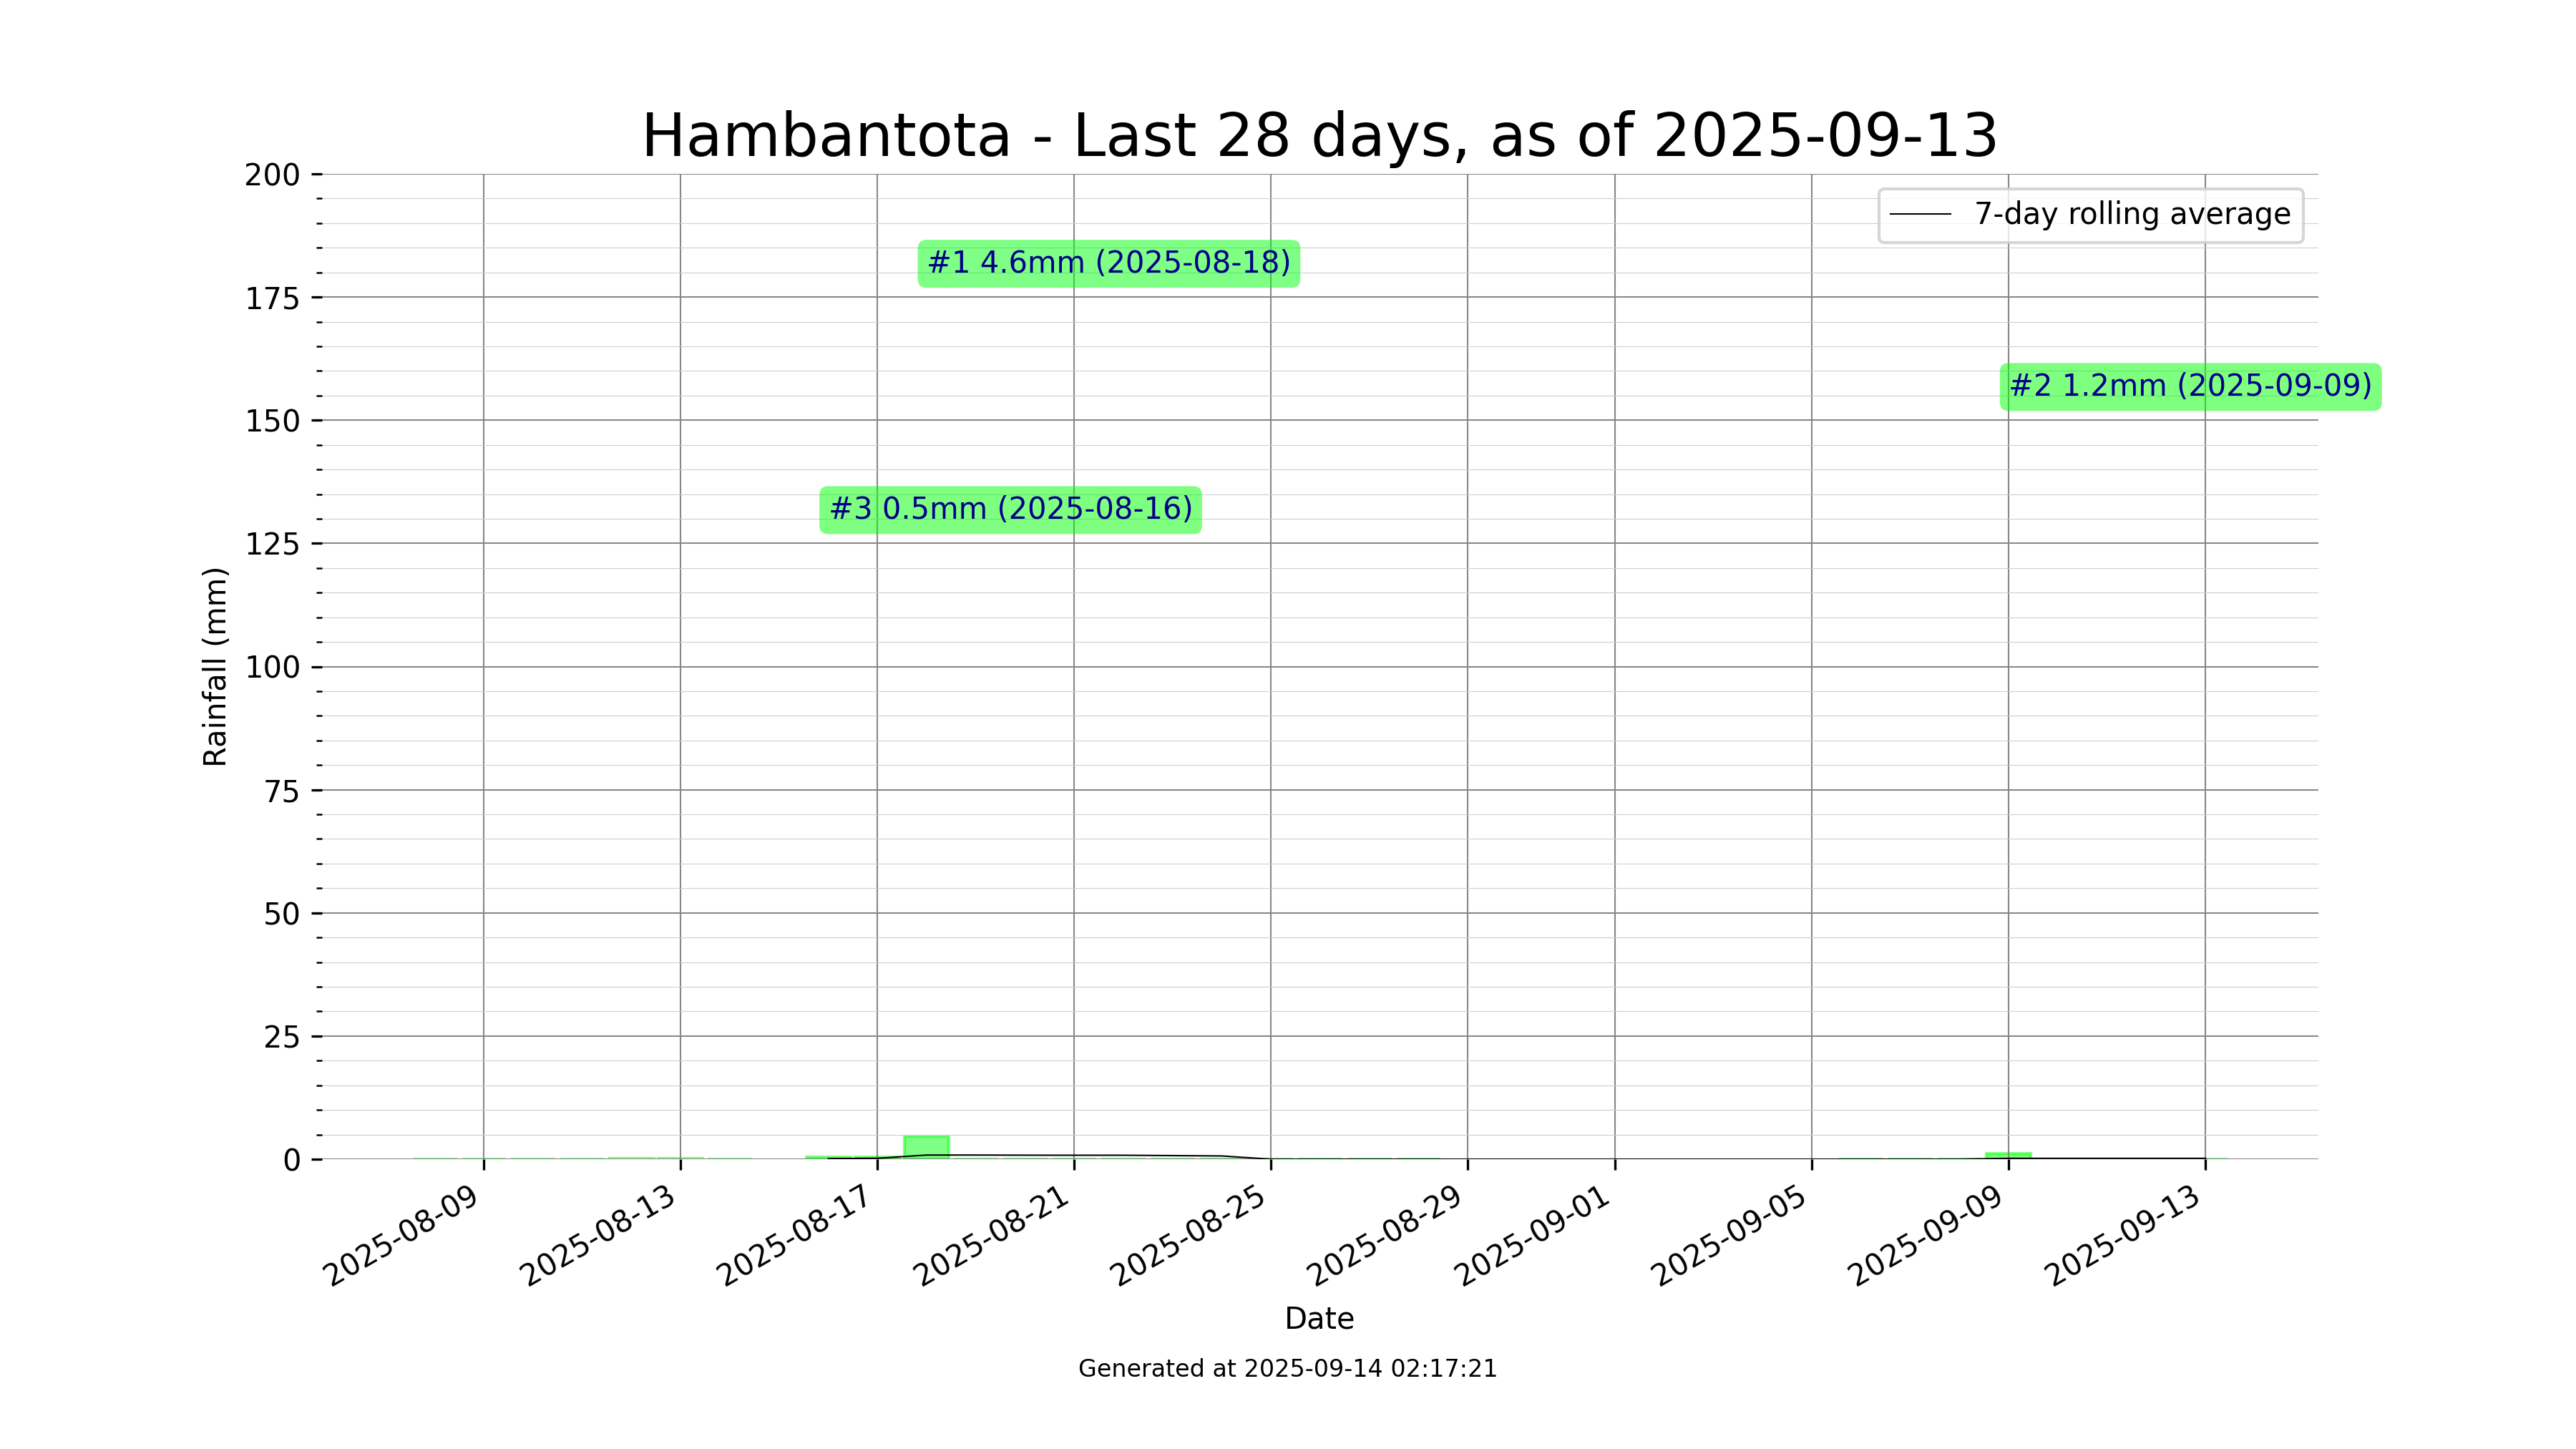 Hambantota - Last 28 days, as of 2025-09-13
7-day rolling average
#1 4.6mm (2025-08-18)
#2 1.2mm (2025-09-09)
#3 0.5mm (2025-08-16)
Rainfall (mm)
200
175
150
125
100
75
50
25
0
2025-08-09
2025-08-13
2025-08-17
2025-08-21
2025-08-25
2025-08-29
2025-09-01
2025-09-05
2025-09-09
2025-09-13
Date
Generated at 2025-09-14 02:17:21